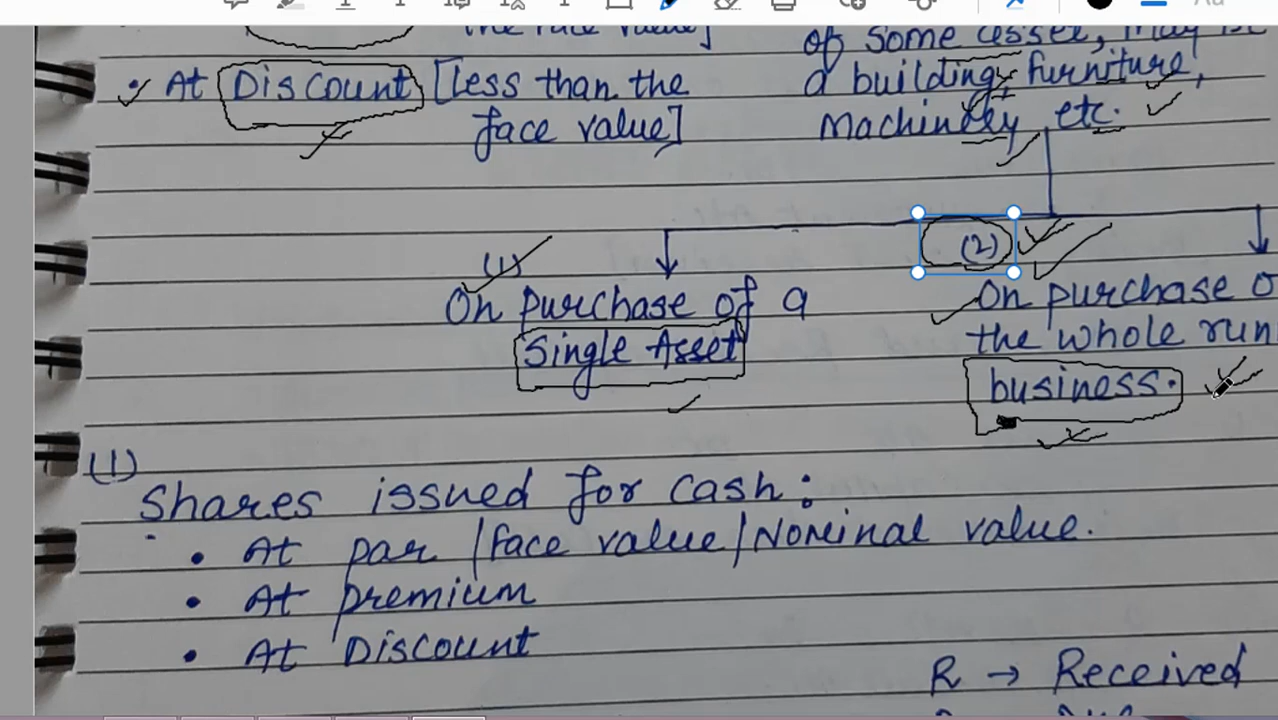 of some asset, may be
• At Discount [Less than the
a building, furniture,
face value]
Machinery, etc.
(1)
(2)
On purchase of a
On purchase o
Single Asset
the whole run
business.
(1)
Shares issued for cash:
• At par / face value / Nominal value.
• At premium
• At Discount
R → Received